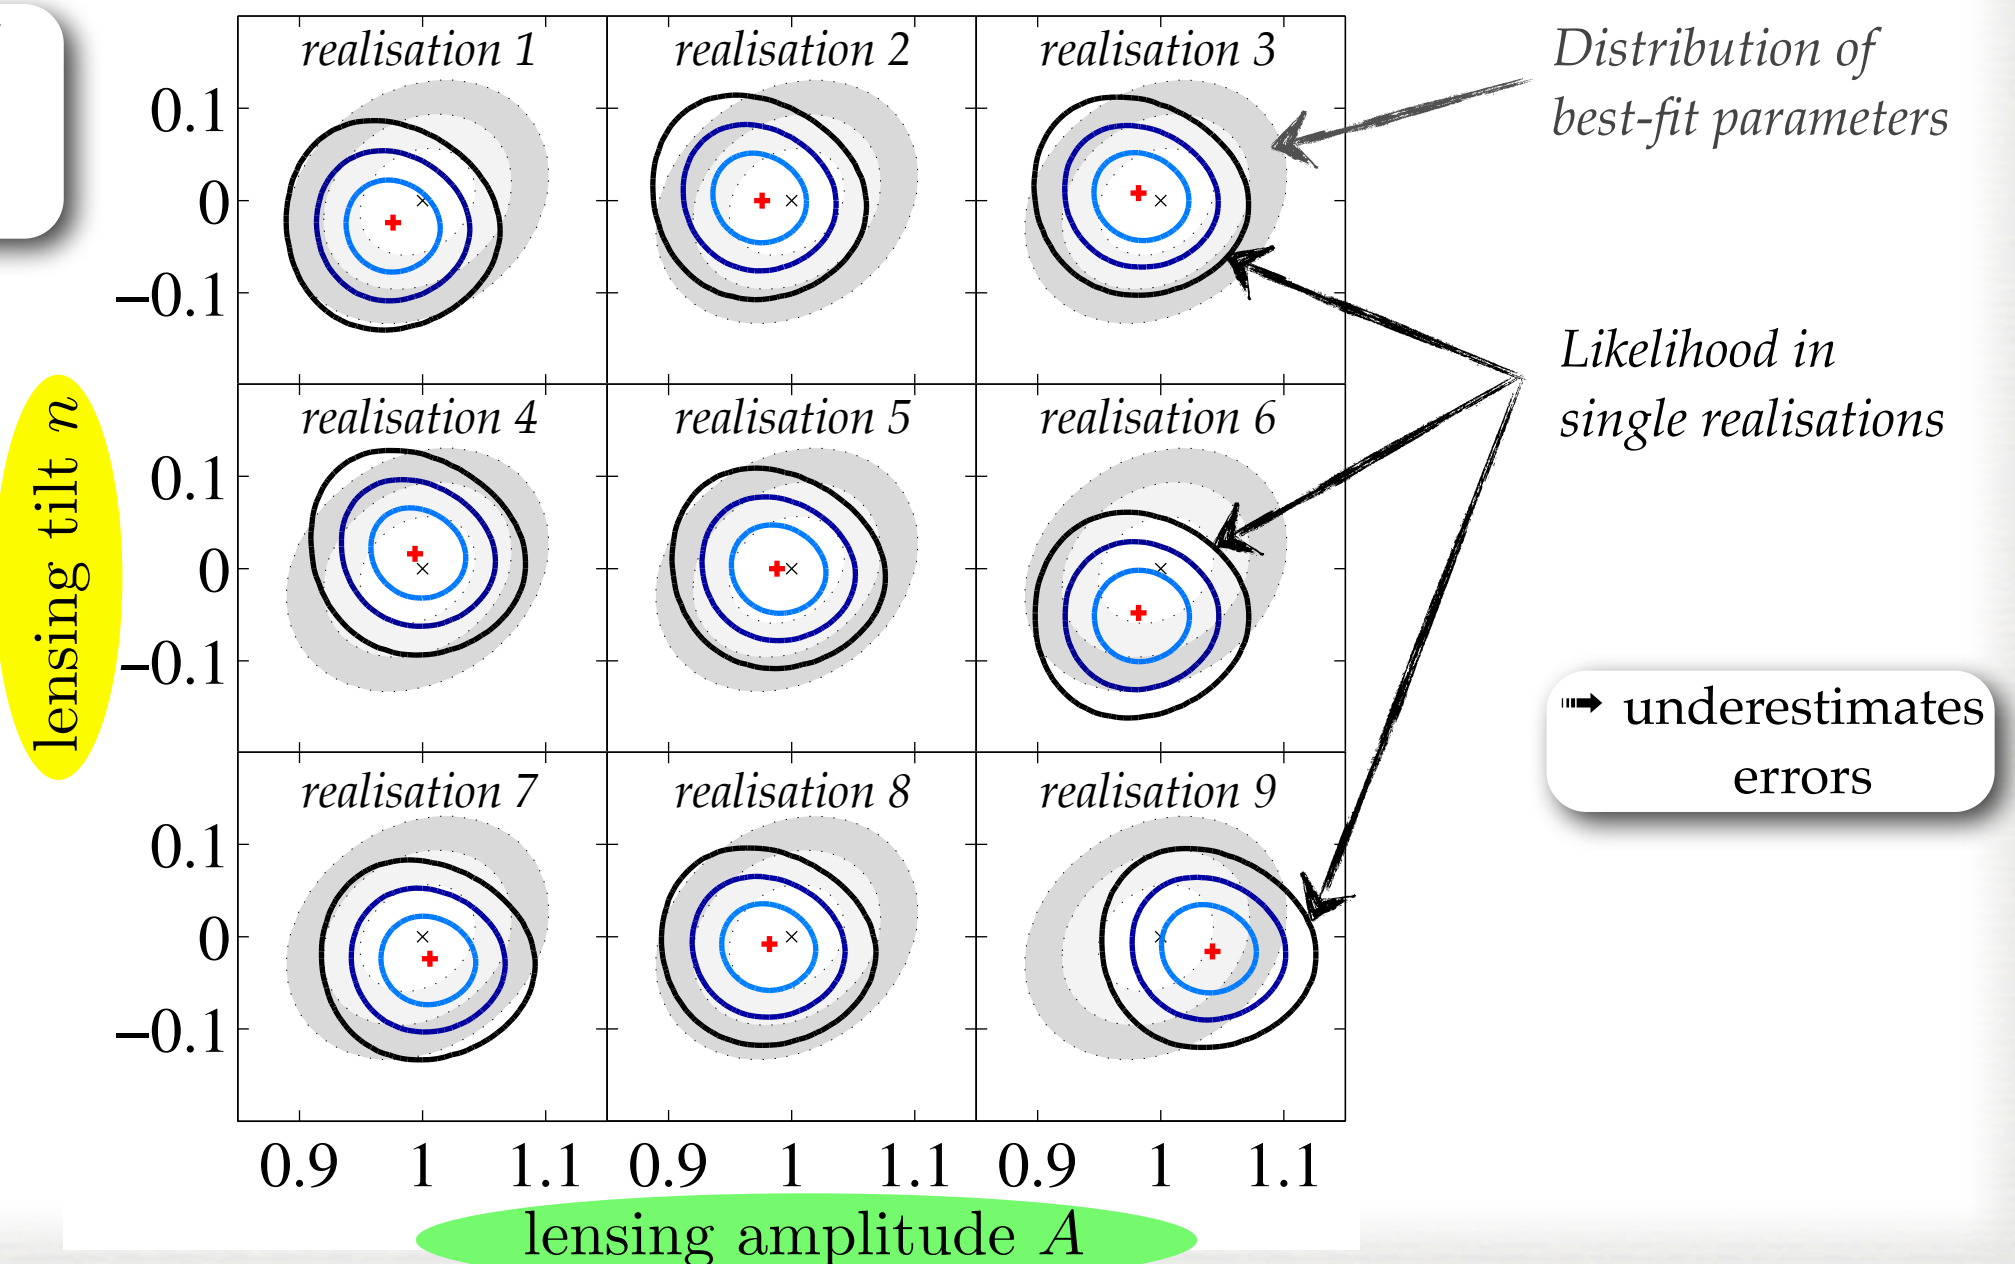 realisation 1
realisation 2
realisation 3
0.1
0
−0.1
realisation 4
realisation 5
realisation 6
0.1
0
−0.1
realisation 7
realisation 8
realisation 9
0.1
0
−0.1
0.9 1 1.1 0.9 1 1.1 0.9 1 1.1
lensing tilt n
lensing amplitude A
Distribution of
best-fit parameters
Likelihood in
single realisations
➠ underestimates
errors